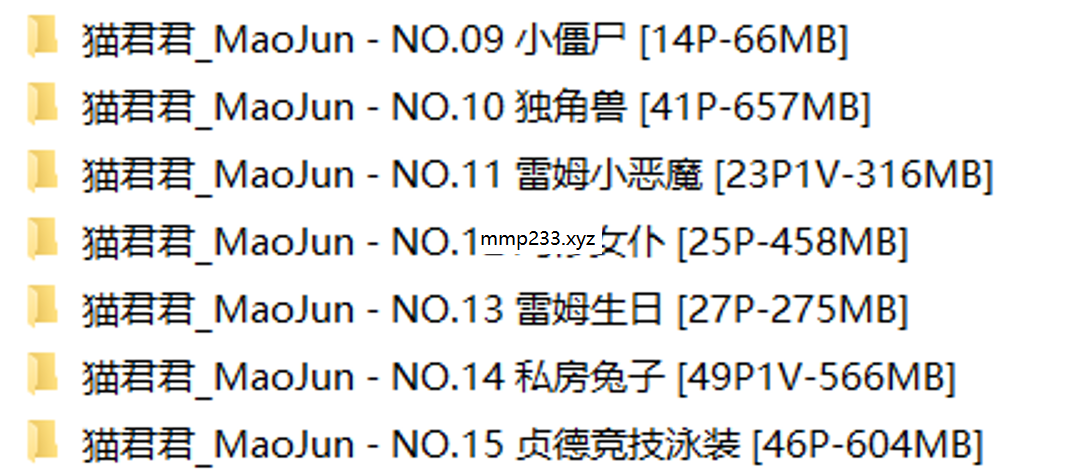 猫君君_MaoJun - NO.09 小僵尸 [14P-66MB]
猫君君_MaoJun - NO.10 独角兽 [41P-657MB]
猫君君_MaoJun - NO.11 雷姆小恶魔 [23P1V-316MB]
猫君君_MaoJun - mmp233.xyz 女仆 [25P-458MB]
猫君君_MaoJun - NO.13 雷姆生日 [27P-275MB]
猫君君_MaoJun - NO.14 私房兔子 [49P1V-566MB]
猫君君_MaoJun - NO.15 贞德竞技泳装 [46P-604MB]